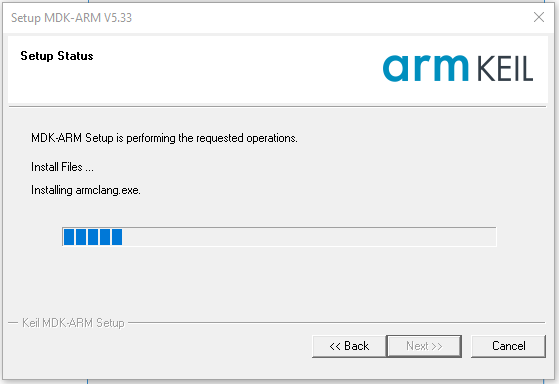 Setup MDK-ARM V5.33
Setup Status
arm KEIL
MDK-ARM Setup is performing the requested operations.
Install Files ...
Installing armclang.exe.
Keil MDK-ARM Setup
<< Back
Next >>
Cancel